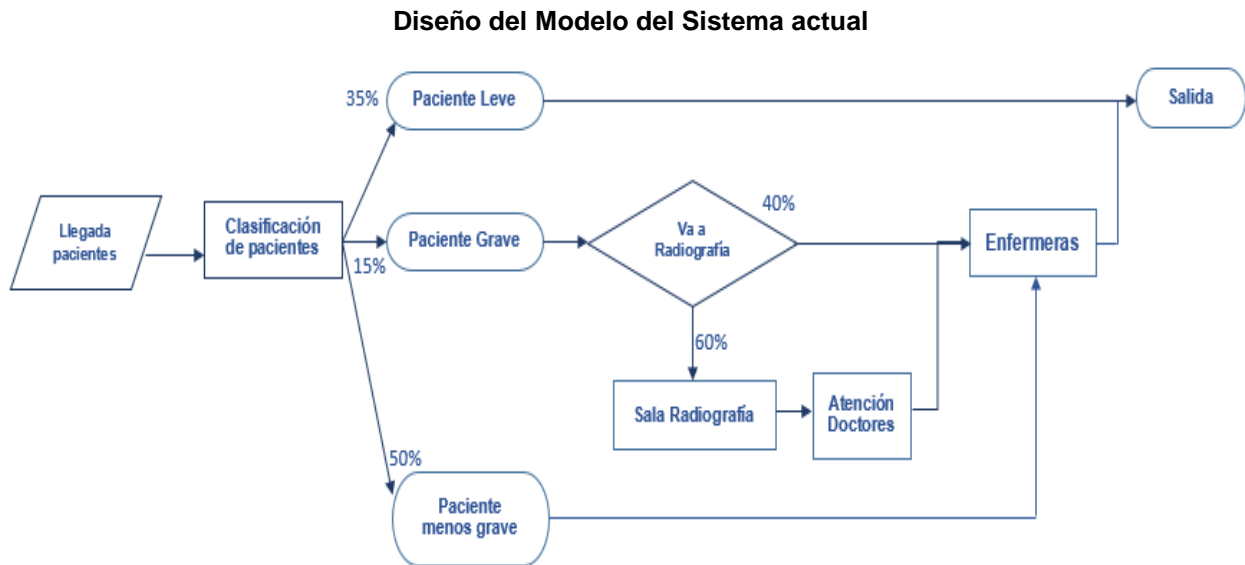 Diseño del Modelo del Sistema actual
35%
Paciente Leve
Salida
Llegada
pacientes
Clasificación
de pacientes
15%
Paciente Grave
Va a
Radiografía
40%
Enfermeras
60%
Sala Radiografía
Atención
Doctores
50%
Paciente
menos grave